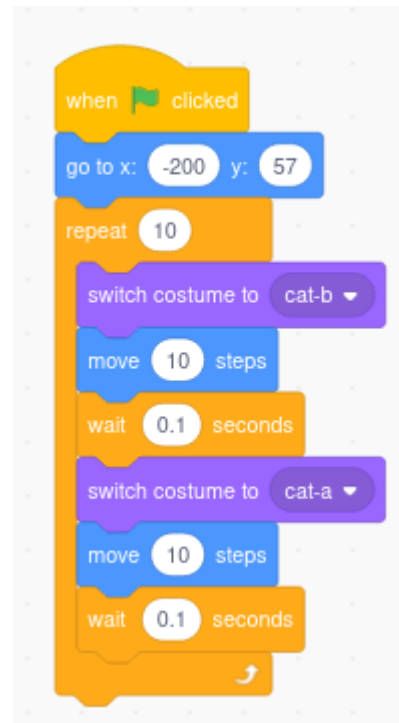 when clicked
go to x: -200 y: 57
repeat 10
switch costume to cat-b
move 10 steps
wait 0.1 seconds
switch costume to cat-a
move 10 steps
wait 0.1 seconds